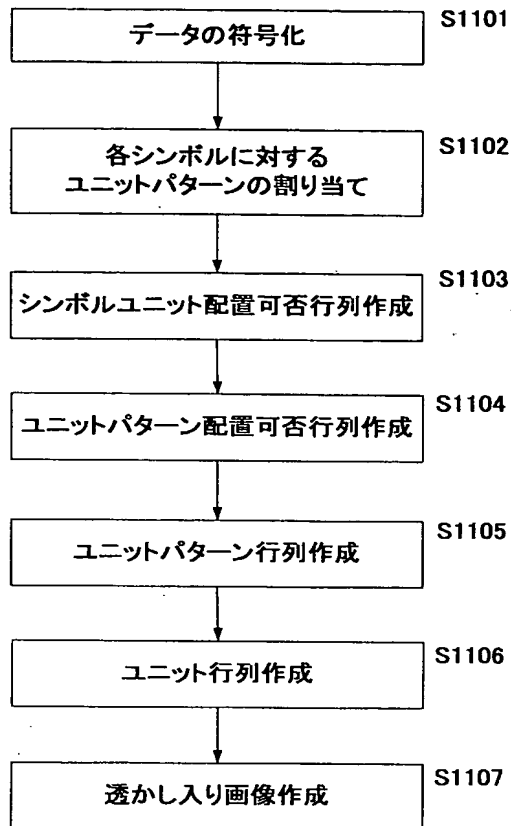 S1101
データの符号化
S1102
各シンボルに対する
ユニットパターンの割り当て
S1103
シンボルユニット配置可否行列作成
S1104
ユニットパターン配置可否行列作成
S1105
ユニットパターン行列作成
S1106
ユニット行列作成
S1107
透かし入り画像作成